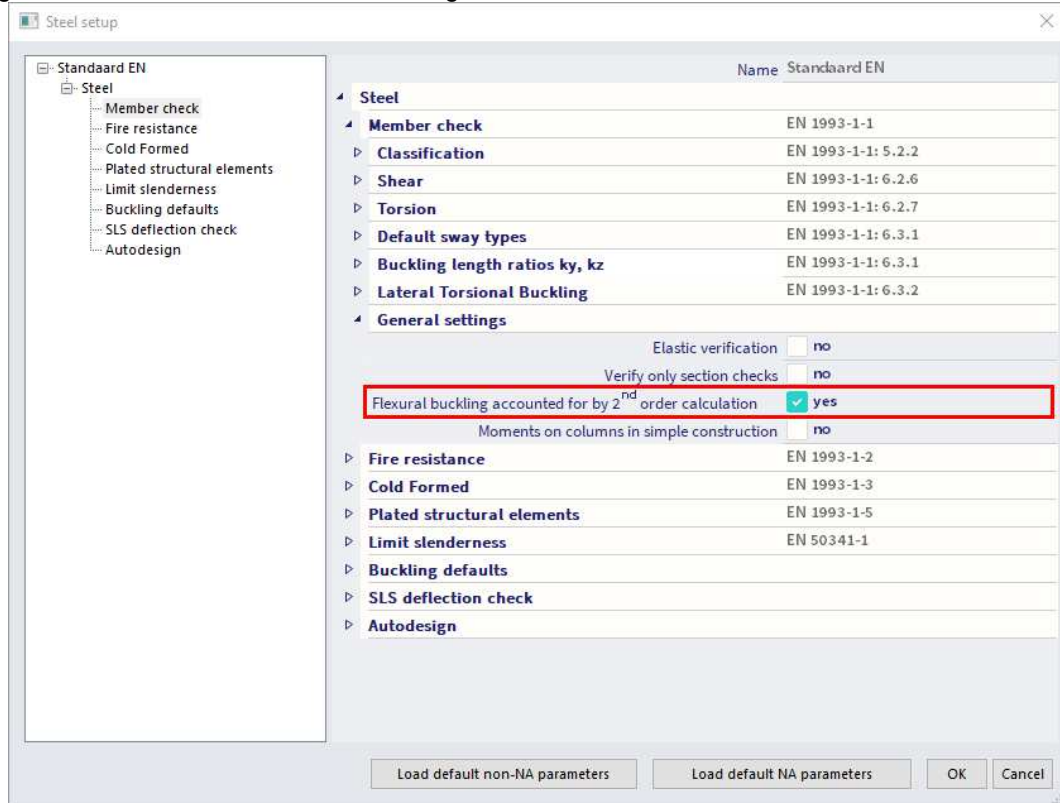 Steel setup
Standaard EN
Steel
Member check
Fire resistance
Cold Formed
Plated structural elements
Limit slenderness
Buckling defaults
SLS deflection check
Autodesign
Name Standaard EN
Steel
Member check EN 1993-1-1
Classification EN 1993-1-1: 5.2.2
Shear EN 1993-1-1: 6.2.6
Torsion EN 1993-1-1: 6.2.7
Default sway types EN 1993-1-1: 6.3.1
Buckling length ratios ky, kz EN 1993-1-1: 6.3.1
Lateral Torsional Buckling EN 1993-1-1: 6.3.2
General settings
Elastic verification no
Verify only section checks no
Flexural buckling accounted for by 2nd order calculation yes
Moments on columns in simple construction no
Fire resistance EN 1993-1-2
Cold Formed EN 1993-1-3
Plated structural elements EN 1993-1-5
Limit slenderness EN 50341-1
Buckling defaults
SLS deflection check
Autodesign
Load default non-NA parameters Load default NA parameters OK Cancel